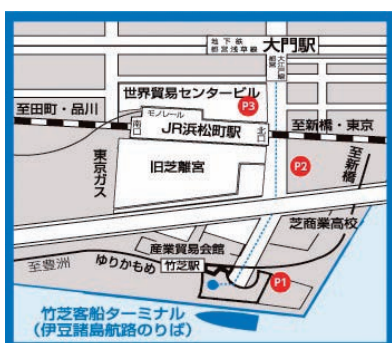 地下鉄
都営浅草線
大門駅
都営
大江戸線
世界貿易センタービル
P3
モノレール
至田町・品川
南口
JR浜松町駅
北口
至新橋・東京
東京ガス
旧芝離宮
P2
至新橋
芝商業高校
産業貿易会館
至豊洲
ゆりかもめ
竹芝駅
P1
竹芝客船ターミナル
(伊豆諸島航路のりば)